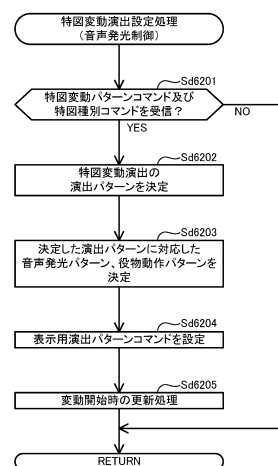 特図変動演出設定処理
（音声発光制御）
Sd6201
特図変動パターンコマンド及び
特図種別コマンドを受信？
NO
YES
Sd6202
特図変動演出の
演出パターンを決定
Sd6203
決定した演出パターンに対応した
音声発光パターン、役物動作パターンを
決定
Sd6204
表示用演出パターンコマンドを設定
Sd6205
変動開始時の更新処理
RETURN